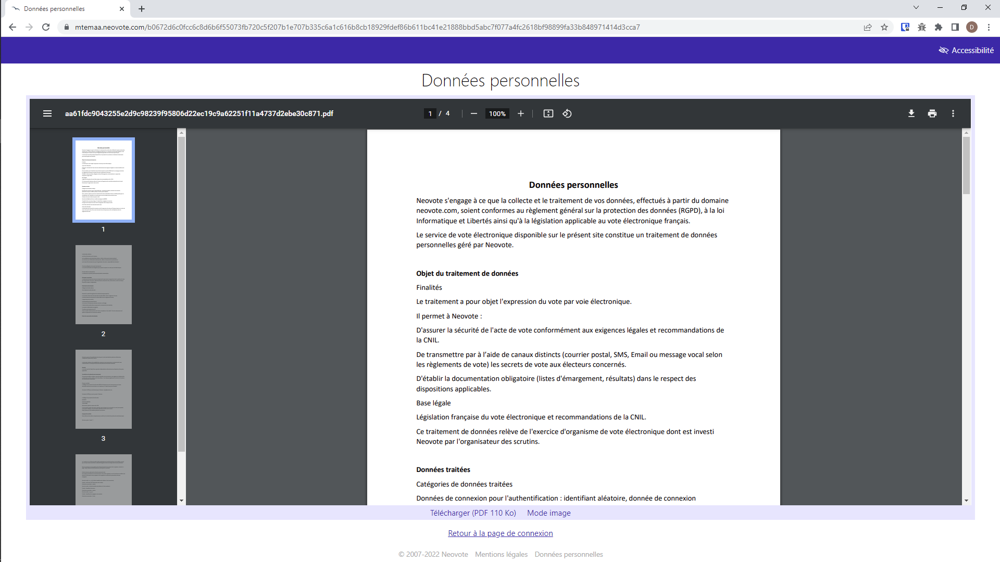 Données personnelles
mtemaa.neovote.com/b0672d6c0fcc6c8d6b6f55073fb720c5f207b1e707b335c6a1c616b8cb18929fdef86b611bc41e21888bbd5abc7f077a4fc2618bf98899fa33b848971414d3cca7
D
Accessibilité
Données personnelles
aa61fdc9043255e2d9c98239f95806d22ec19c9a62251f11a4737d2ebe30c871.pdf
1 / 4
100%
1
2
3
Données personnelles
Neovote s'engage à ce que la collecte et le traitement de vos données, effectués à partir du domaine
neovote.com, soient conformes au règlement général sur la protection des données (RGPD), à la loi
Informatique et Libertés ainsi qu'à la législation applicable au vote électronique français.
Le service de vote électronique disponible sur le présent site constitue un traitement de données
personnelles géré par Neovote.
Objet du traitement de données
Finalités
Le traitement a pour objet l'expression du vote par voie électronique.
Il permet à Neovote :
D'assurer la sécurité de l'acte de vote conformément aux exigences légales et recommandations de
la CNIL.
De transmettre par à l’aide de canaux distincts (courrier postal, SMS, Email ou message vocal selon
les règlements de vote) les secrets de vote aux électeurs concernés.
D'établir la documentation obligatoire (listes d'émargement, résultats) dans le respect des
dispositions applicables.
Base légale
Législation française du vote électronique et recommandations de la CNIL.
Ce traitement de données relève de l'exercice d'organisme de vote électronique dont est investi
Neovote par l'organisateur des scrutins.
Données traitées
Catégories de données traitées
Données de connexion pour l'authentification : identifiant aléatoire, donnée de connexion
Télécharger (PDF 110 Ko) Mode image
Retour à la page de connexion
© 2007-2022 Neovote Mentions légales Données personnelles